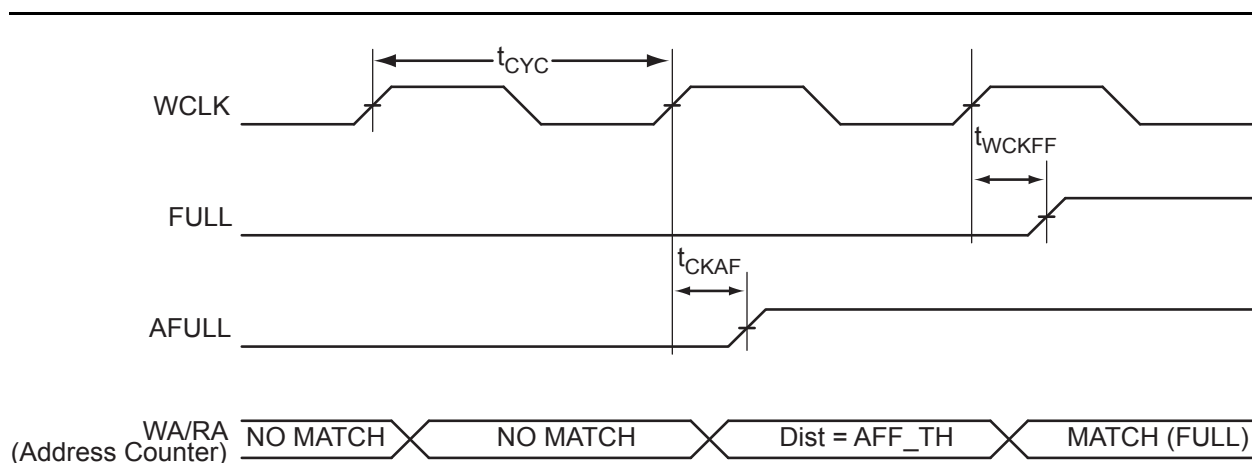 tCYC
WCLK
tWCKFF
FULL
tCKAF
AFULL
WA/RA
(Address Counter)
NO MATCH
NO MATCH
Dist = AFF_TH
MATCH (FULL)